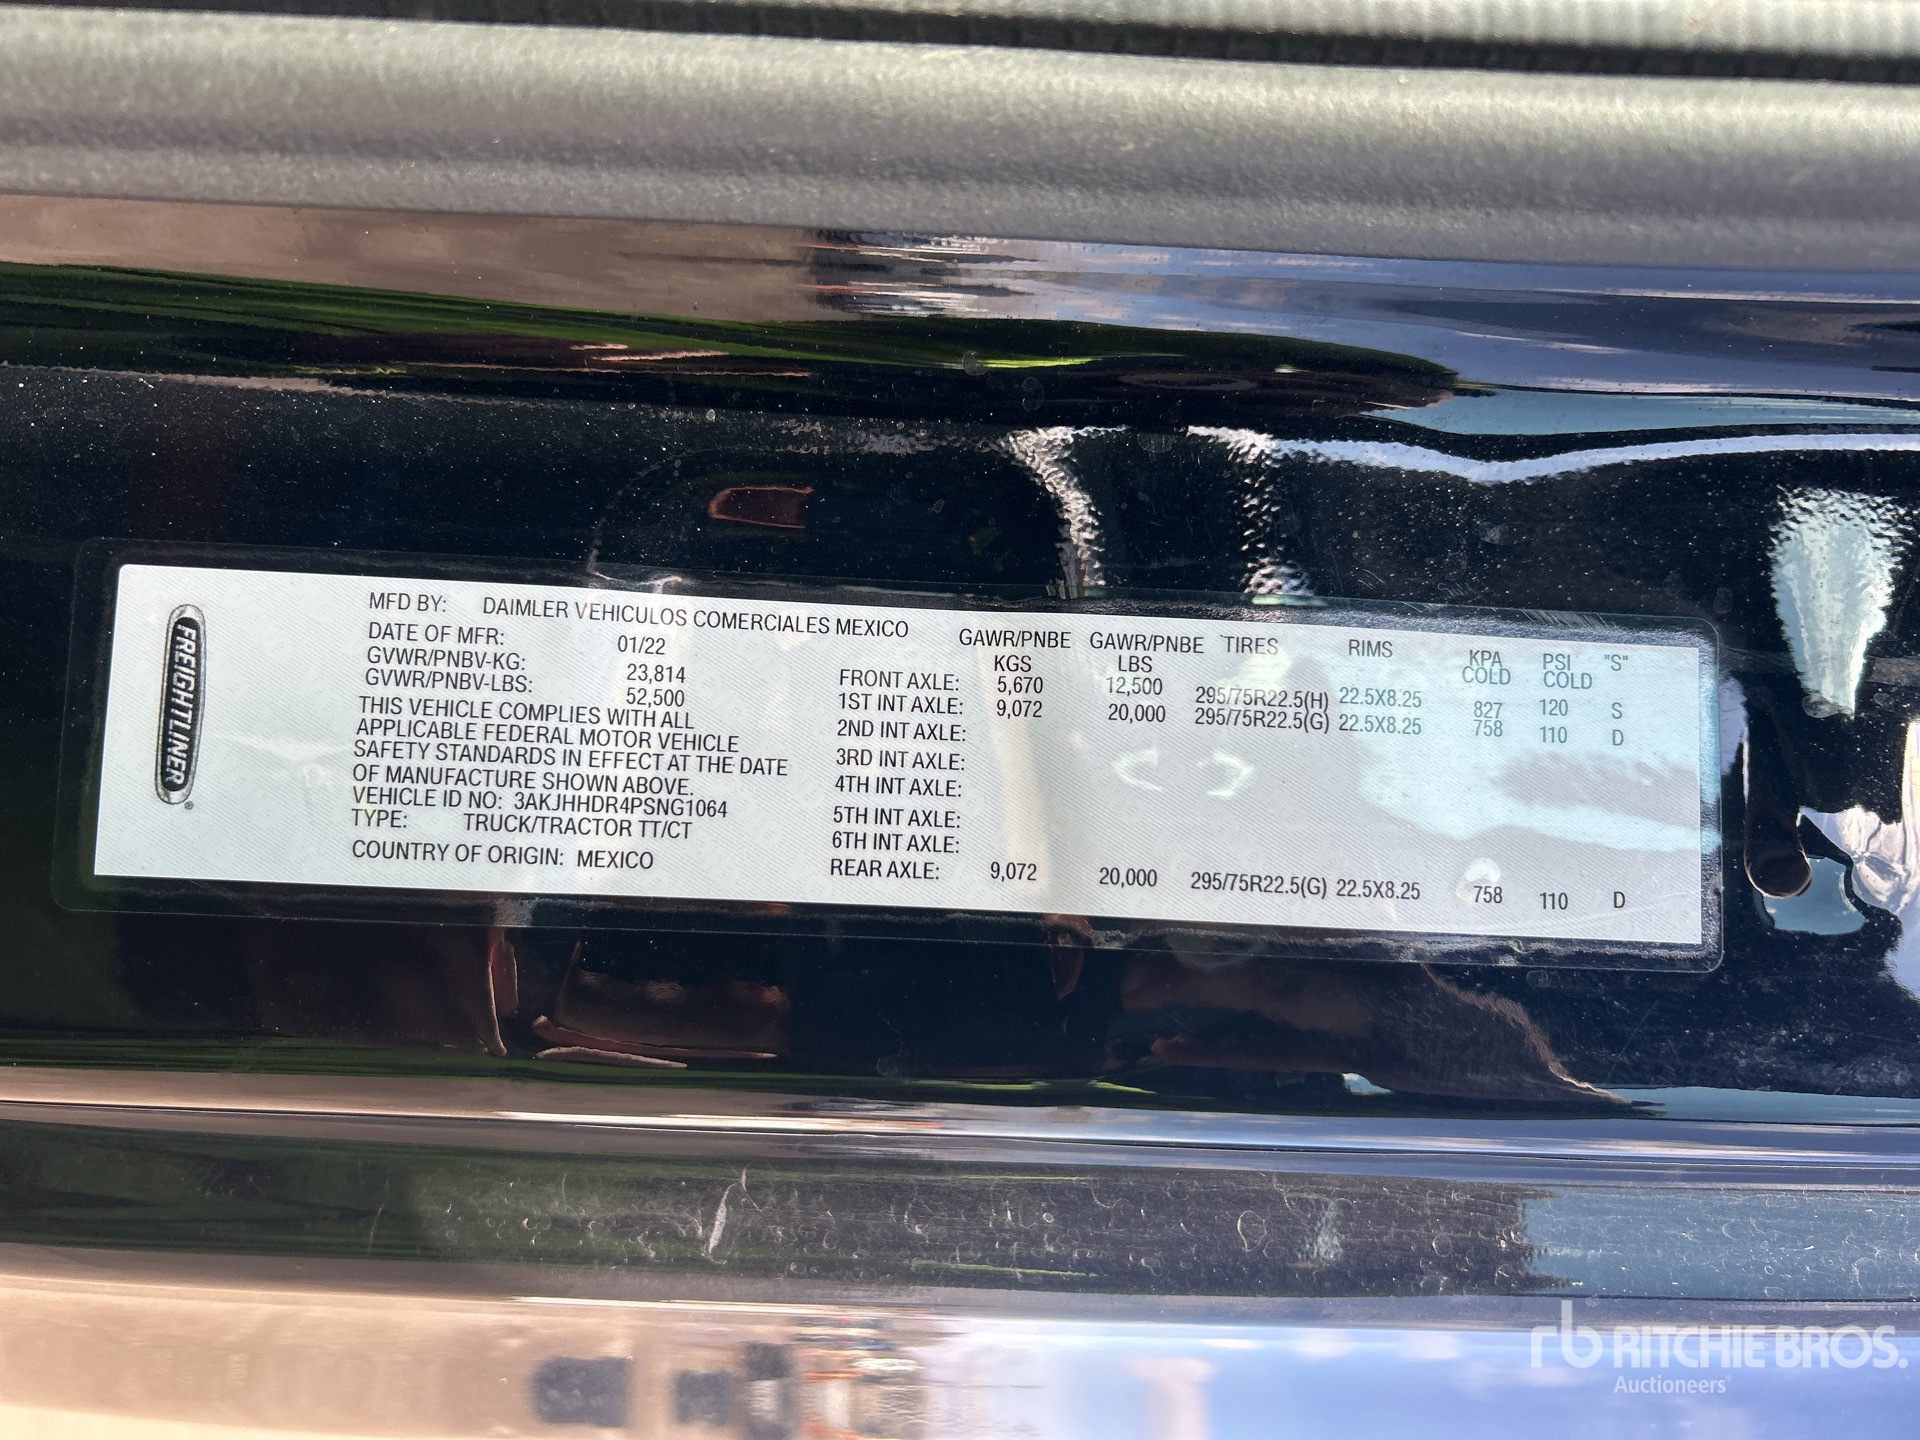 FREIGHTLINER®
MFD BY: DAIMLER VEHICULOS COMERCIALES MEXICO
DATE OF MFR: 01/22
GVWR/PNBV-KG: 23,814
GVWR/PNBV-LBS: 52,500
THIS VEHICLE COMPLIES WITH ALL
APPLICABLE FEDERAL MOTOR VEHICLE
SAFETY STANDARDS IN EFFECT AT THE DATE
OF MANUFACTURE SHOWN ABOVE.
VEHICLE ID NO: 3AKJHHDR4PSNG1064
TYPE: TRUCK/TRACTOR TT/CT
COUNTRY OF ORIGIN: MEXICO
GAWR/PNBE GAWR/PNBE TIRES RIMS KPA PSI "S"
KGS LBS COLD COLD
FRONT AXLE: 5,670 12,500 295/75R22.5(H) 22.5X8.25 827 120 S
1ST INT AXLE: 9,072 20,000 295/75R22.5(G) 22.5X8.25 758 110 D
2ND INT AXLE:
3RD INT AXLE:
4TH INT AXLE:
5TH INT AXLE:
6TH INT AXLE:
REAR AXLE: 9,072 20,000 295/75R22.5(G) 22.5X8.25 758 110 D
rb RITCHIE BROS.
Auctioneers